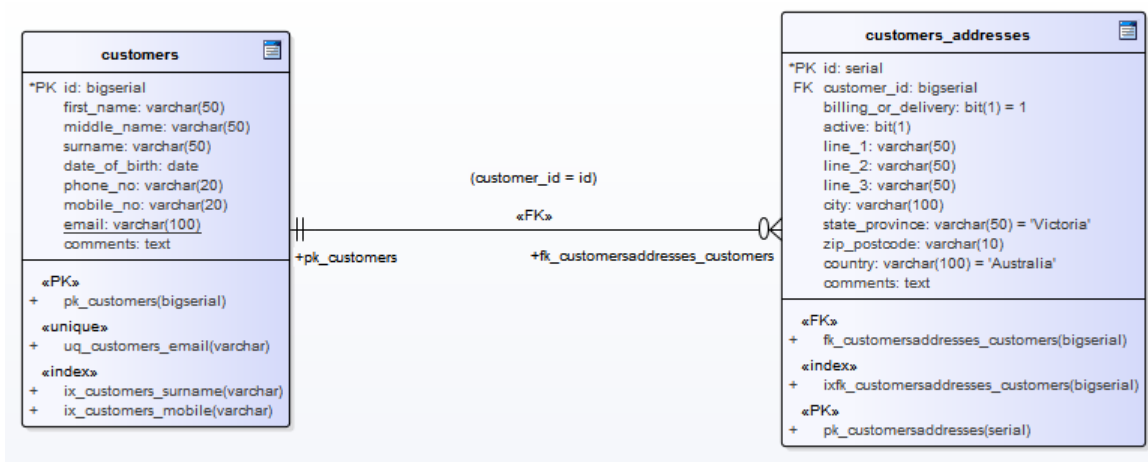 customers
*PK id: bigserial
first_name: varchar(50)
middle_name: varchar(50)
surname: varchar(50)
date_of_birth: date
phone_no: varchar(20)
mobile_no: varchar(20)
email: varchar(100)
comments: text
«PK»
+ pk_customers(bigserial)
«unique»
+ uq_customers_email(varchar)
«index»
+ ix_customers_surname(varchar)
+ ix_customers_mobile(varchar)
(customer_id = id)
«FK»
+pk_customers
+fk_customersaddresses_customers
customers_addresses
*PK id: serial
FK customer_id: bigserial
billing_or_delivery: bit(1) = 1
active: bit(1)
line_1: varchar(50)
line_2: varchar(50)
line_3: varchar(50)
city: varchar(100)
state_province: varchar(50) = 'Victoria'
zip_postcode: varchar(10)
country: varchar(100) = 'Australia'
comments: text
«FK»
+ fk_customersaddresses_customers(bigserial)
«index»
+ ixfk_customersaddresses_customers(bigserial)
«PK»
+ pk_customersaddresses(serial)